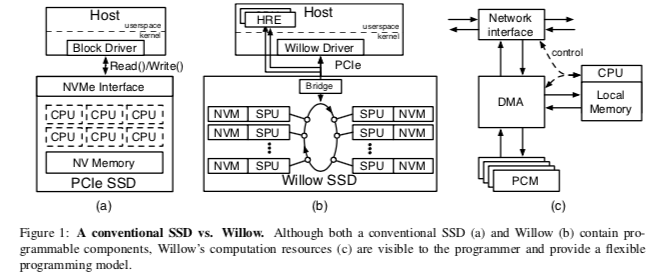 Host
userspace
kernel
Block Driver
Read()/Write()
NVMe Interface
CPU CPU CPU
CPU CPU CPU
NV Memory
PCIe SSD
(a)
HRE
Host
userspace
kernel
Willow Driver
PCIe
Bridge
NVM SPU SPU NVM
NVM SPU SPU NVM
NVM SPU SPU NVM
Willow SSD
(b)
Network
interface
control
CPU
Local
Memory
DMA
PCM
(c)
Figure 1: A conventional SSD vs. Willow. Although both a conventional SSD (a) and Willow (b) contain pro-
grammable components, Willow's computation resources (c) are visible to the programmer and provide a flexible
programming model.